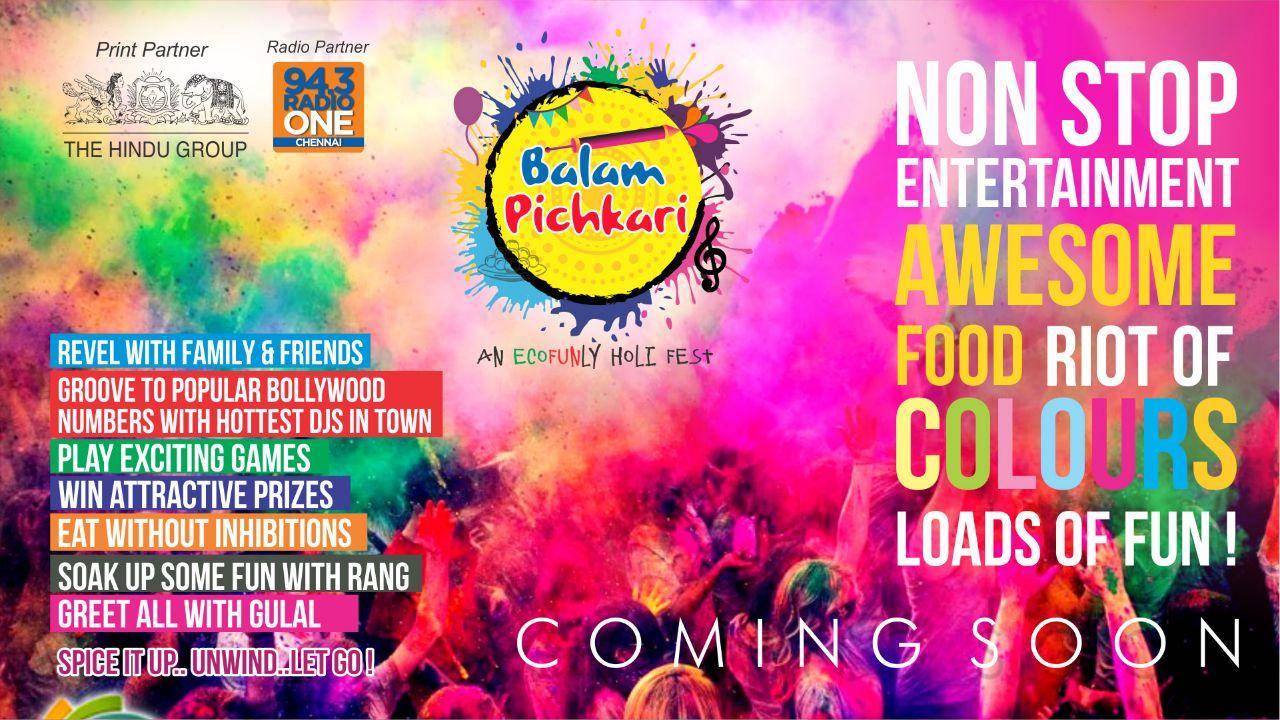 Print Partner
THE HINDU GROUP
Radio Partner
94.3
RADIO
ONE
CHENNAI
Balam
Pichkari
AN ECOFUNLY HOLI FEST
REVEL WITH FAMILY & FRIENDS
GROOVE TO POPULAR BOLLYWOOD
NUMBERS WITH HOTTEST DJS IN TOWN
PLAY EXCITING GAMES
WIN ATTRACTIVE PRIZES
EAT WITHOUT INHIBITIONS
SOAK UP SOME FUN WITH RANG
GREET ALL WITH GULAL
SPICE IT UP.. UNWIND..LET GO !
NON STOP
ENTERTAINMENT
AWESOME
FOOD RIOT OF
COLOURS
LOADS OF FUN !
COMING SOON